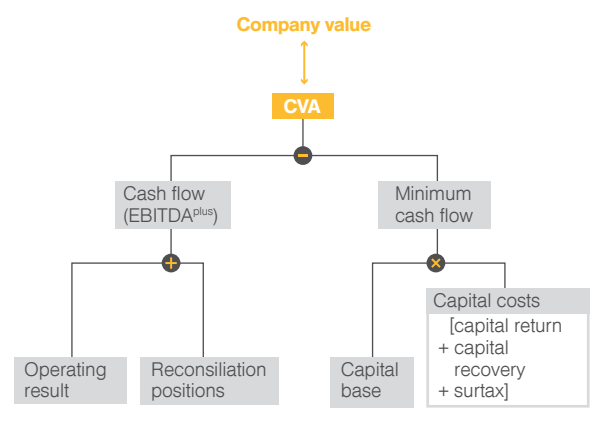 Company value
CVA
−
Cash flow
(EBITDAplus)
Minimum
cash flow
+
×
Operating
result
Reconsiliation
positions
Capital
base
Capital costs
[capital return
+ capital
recovery
+ surtax]